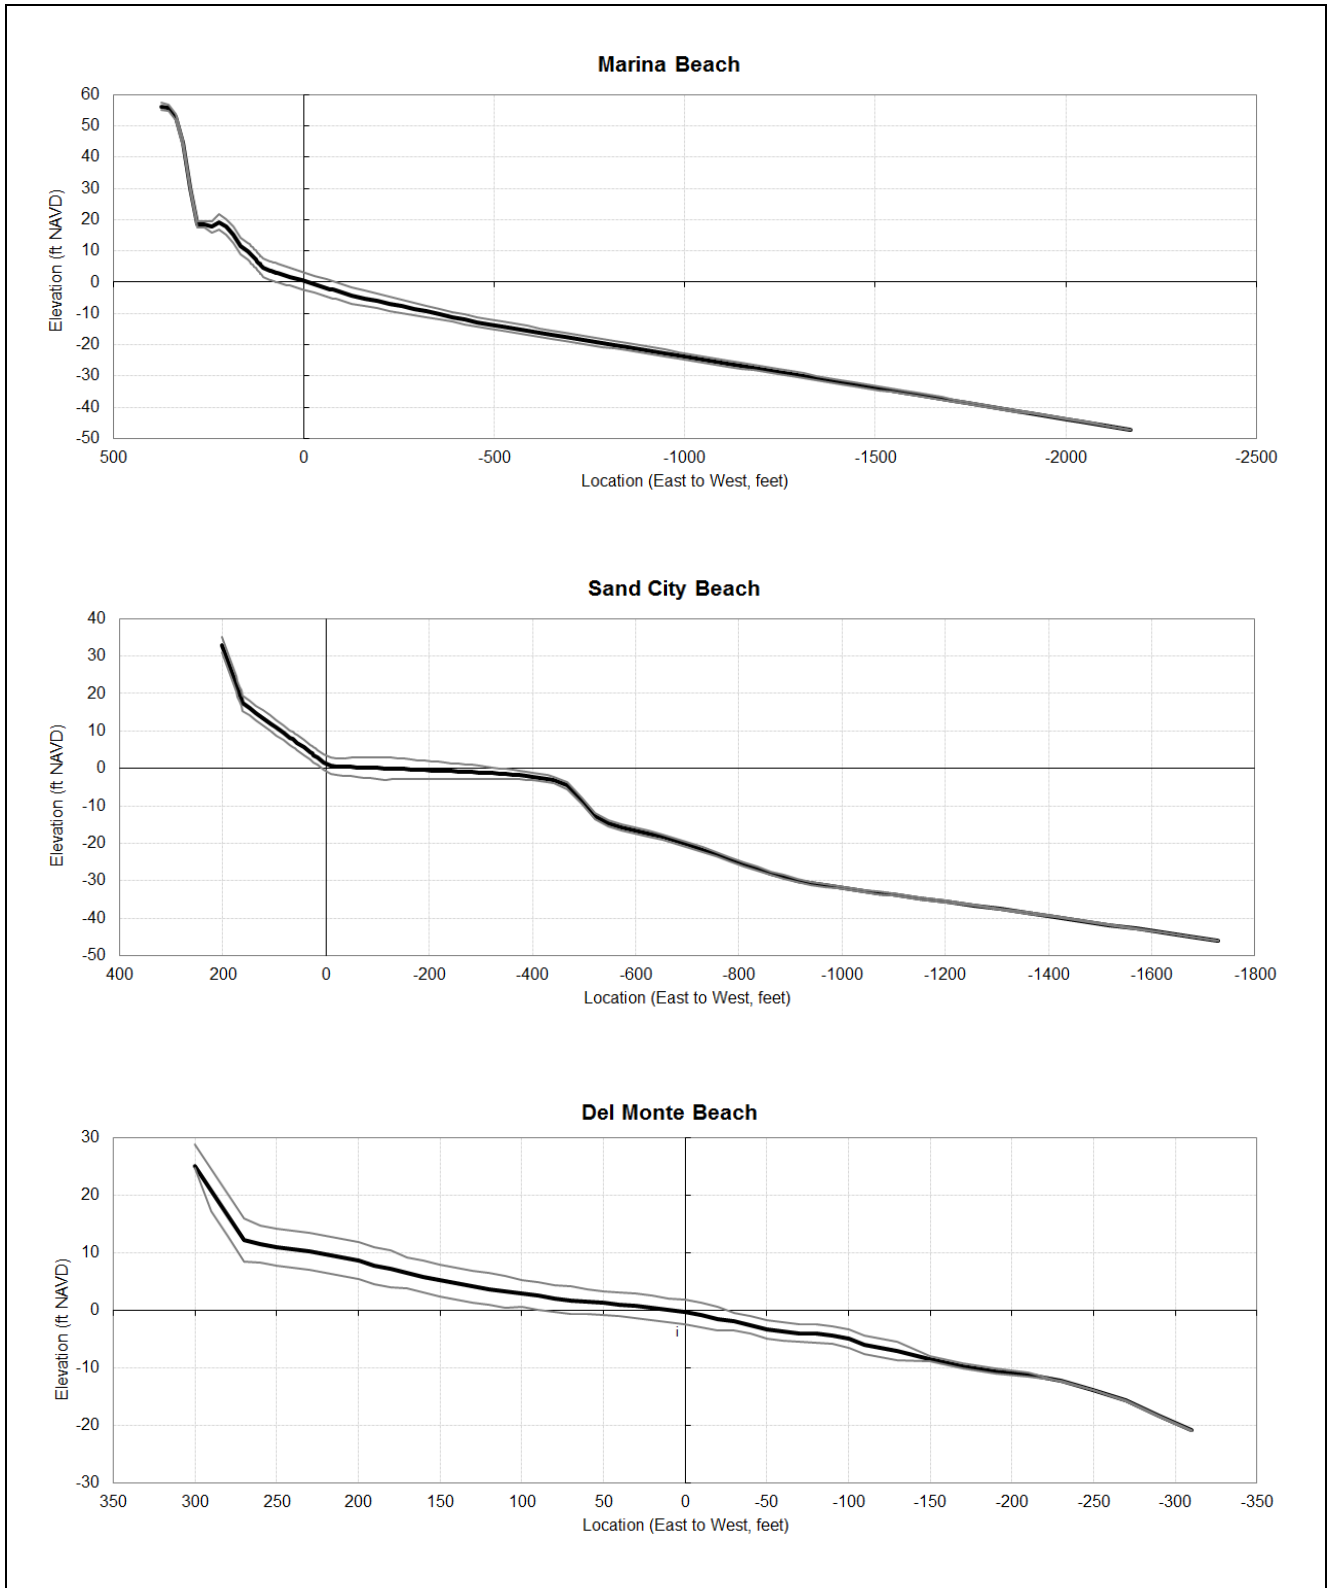 Marina Beach
60
50
40
30
20
10
0
-10
-20
-30
-40
-50
Elevation (ft NAVD)
500 0 -500 -1000 -1500 -2000 -2500
Location (East to West, feet)
Sand City Beach
40
30
20
10
0
-10
-20
-30
-40
-50
Elevation (ft NAVD)
400 200 0 -200 -400 -600 -800 -1000 -1200 -1400 -1600 -1800
Location (East to West, feet)
Del Monte Beach
30
20
10
0
-10
-20
-30
Elevation (ft NAVD)
i
350 300 250 200 150 100 50 0 -50 -100 -150 -200 -250 -300 -350
Location (East to West, feet)